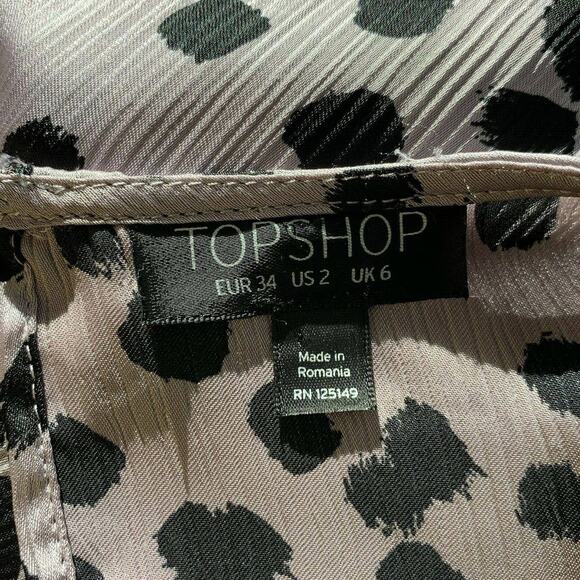 TOPSHOP
EUR 34 US 2 UK 6
Made in
Romania
RN 125149